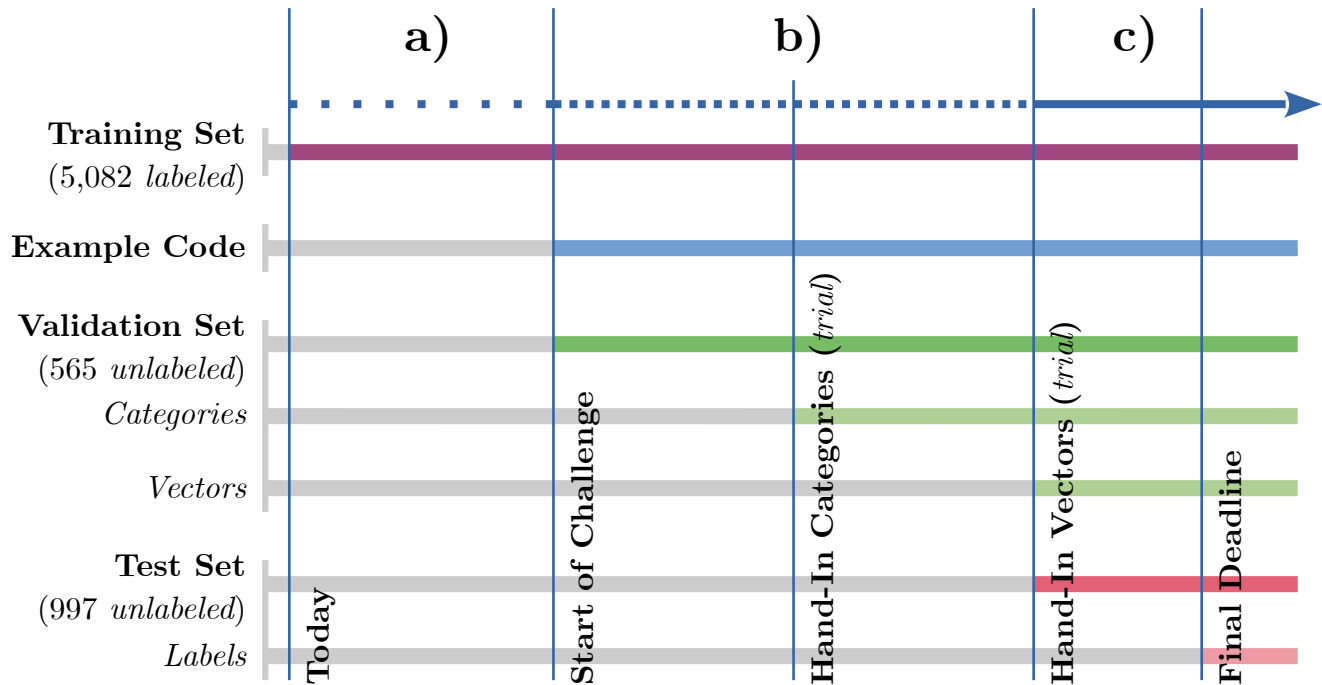 a)
b)
c)
Training Set
(5,082 labeled)
Example Code
Validation Set
(565 unlabeled)
Categories
Vectors
Test Set
(997 unlabeled)
Labels
Today
Start of Challenge
Hand-In Categories (trial)
Hand-In Vectors (trial)
Final Deadline